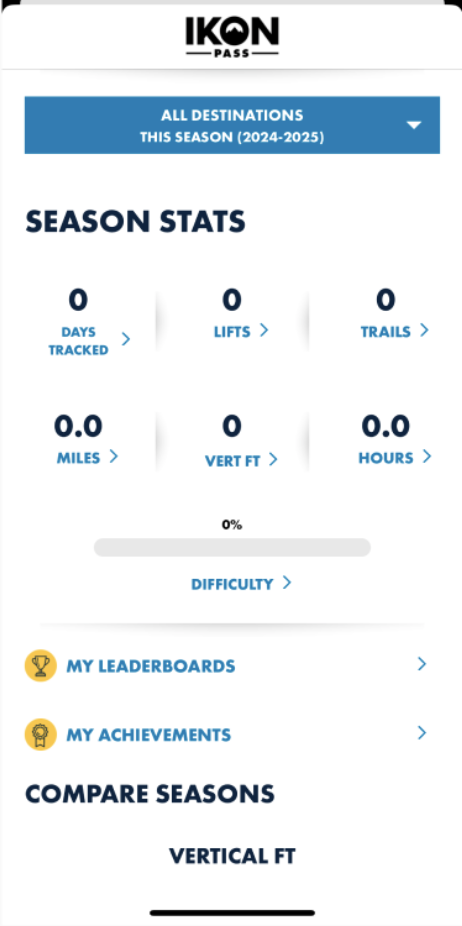 IKON
PASS
ALL DESTINATIONS
THIS SEASON (2024-2025)
SEASON STATS
0 0 0
DAYS TRACKED LIFTS TRAILS
0.0 0 0.0
MILES VERT FT HOURS
0%
DIFFICULTY
MY LEADERBOARDS
MY ACHIEVEMENTS
COMPARE SEASONS
VERTICAL FT